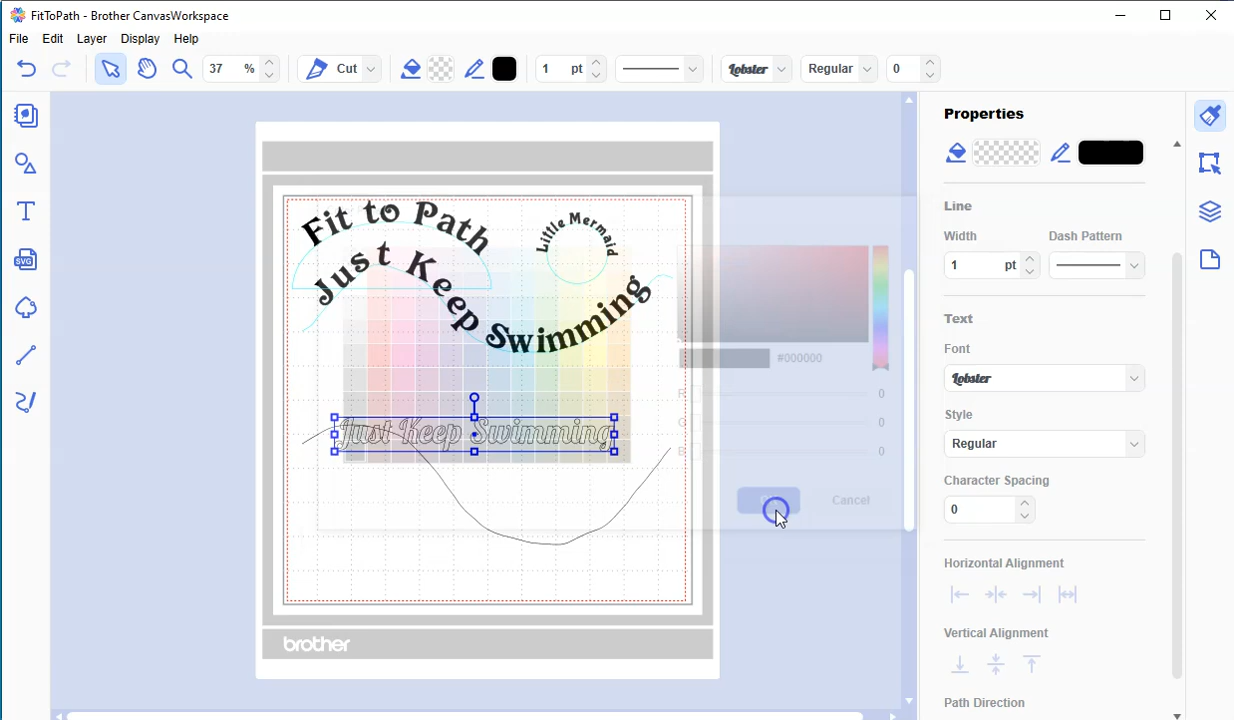 FitToPath - Brother CanvasWorkspace
File Edit Layer Display Help
37 % Cut 1 pt Lobster Regular 0
Properties
Fit to Path
Little Mermaid
Just Keep Swimming
Line
Width Dash Pattern
1 pt
Text
Font
Lobster
Style
Regular
Character Spacing
0
Horizontal Alignment
Vertical Alignment
Path Direction
#000000
R 0
G 0
B 0
Cancel
Just Keep Swimming
SVG
brother